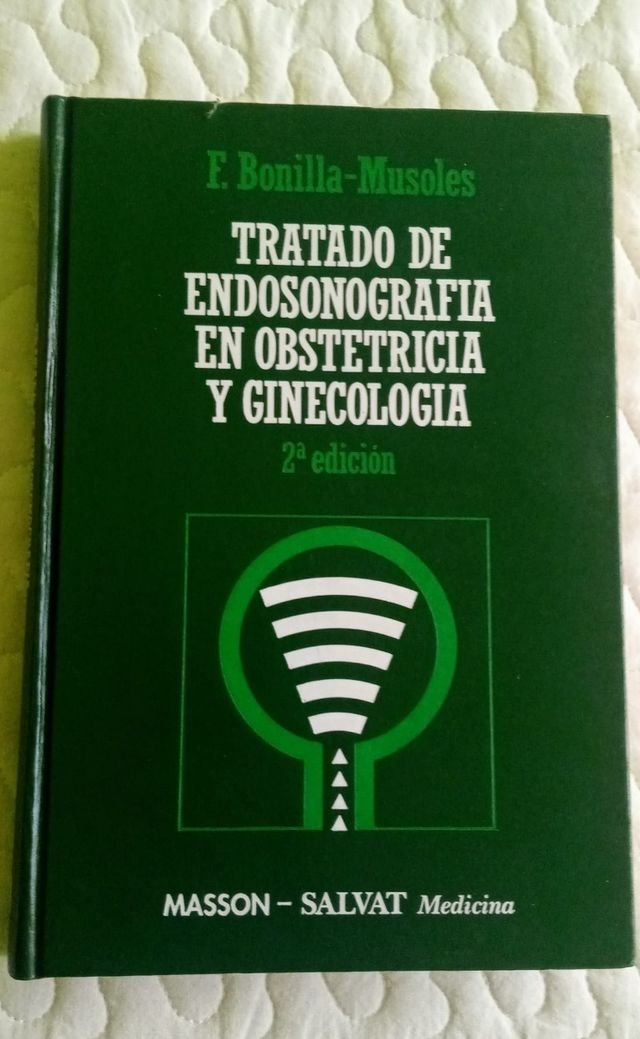 F. Bonilla-Musoles
TRATADO DE
ENDOSONOGRAFIA
EN OBSTETRICIA
Y GINECOLOGIA
2ª edición
MASSON – SALVAT Medicina